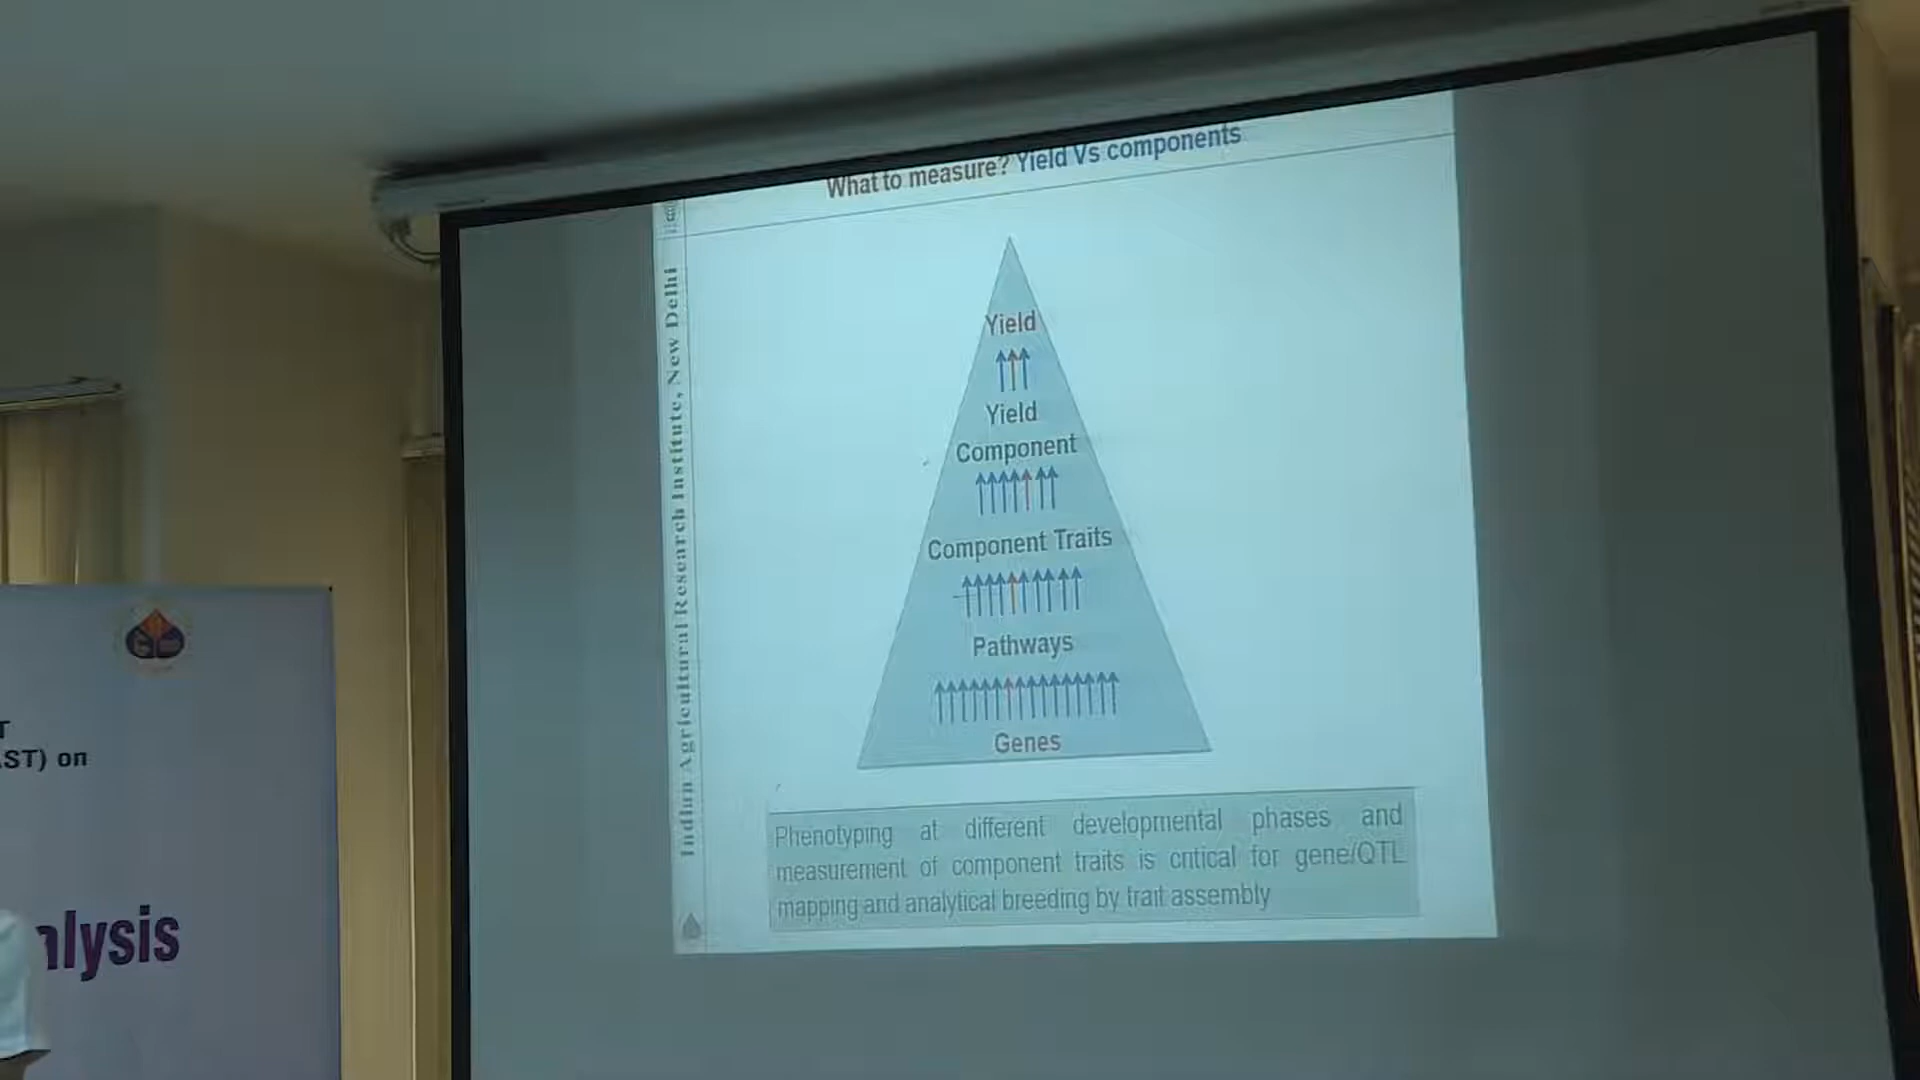 What to measure? Yield Vs components
Indian Agricultural Research Institute, New Delhi
Yield
Yield
Component
Component Traits
Pathways
Genes
Phenotyping at different developmental phases and
measurement of component traits is critical for gene/QTL
mapping and analytical breeding by trait assembly
T
ST) on
alysis